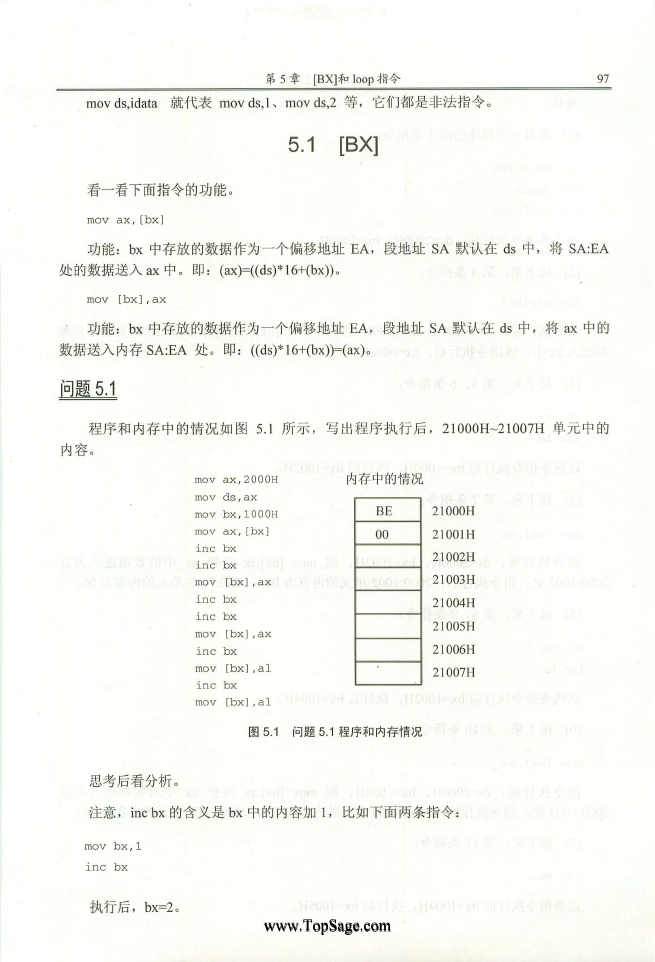 第 5 章 [BX]和 loop 指令 97
mov ds,idata 就代表 mov ds,1、mov ds,2 等，它们都是非法指令。
5.1 [BX]
看一看下面指令的功能。
mov ax,[bx]
功能：bx 中存放的数据作为一个偏移地址 EA，段地址 SA 默认在 ds 中，将 SA:EA
处的数据送入 ax 中。即：(ax)=((ds)*16+(bx))。
mov [bx],ax
功能：bx 中存放的数据作为一个偏移地址 EA，段地址 SA 默认在 ds 中，将 ax 中的
数据送入内存 SA:EA 处。即：((ds)*16+(bx))=(ax)。
问题 5.1
程序和内存中的情况如图 5.1 所示，写出程序执行后，21000H~21007H 单元中的
内容。
mov ax,2000H
mov ds,ax
mov bx,1000H
mov ax,[bx]
inc bx
inc bx
mov [bx],ax
inc bx
inc bx
mov [bx],ax
inc bx
mov [bx],al
inc bx
mov [bx],al
内存中的情况
BE 21000H
00 21001H
21002H
21003H
21004H
21005H
21006H
21007H
图 5.1 问题 5.1 程序和内存情况
思考后看分析。
注意，inc bx 的含义是 bx 中的内容加 1，比如下面两条指令：
mov bx,1
inc bx
执行后，bx=2。
www.TopSage.com